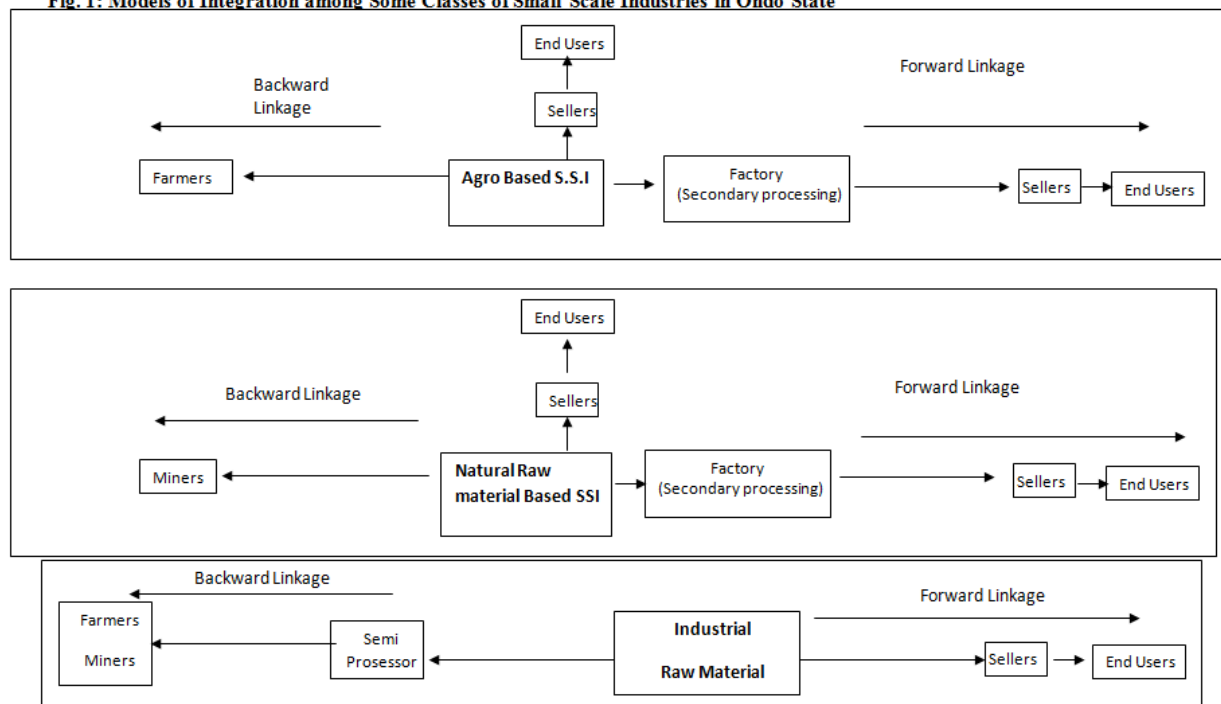 Fig. 1: Models of Integration among Some Classes of Small Scale Industries in Ondo State
End Users
Backward
Linkage
Forward Linkage
Sellers
Farmers
Agro Based S.S.I
Factory
(Secondary processing)
Sellers
End Users
End Users
Backward Linkage
Forward Linkage
Sellers
Miners
Natural Raw
material Based SSI
Factory
(Secondary processing)
Sellers
End Users
Backward Linkage
Forward Linkage
Farmers
Miners
Semi
Prosessor
Industrial
Raw Material
Sellers
End Users